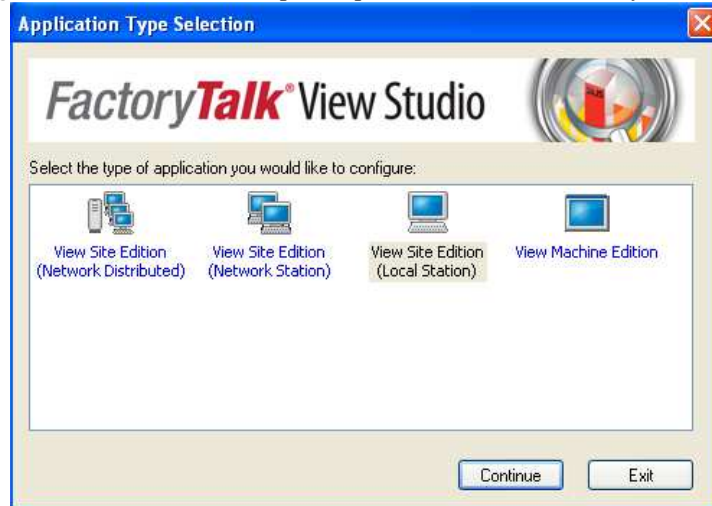 Application Type Selection
FactoryTalk® View Studio
Select the type of application you would like to configure:
View Site Edition
(Network Distributed)
View Site Edition
(Network Station)
View Site Edition
(Local Station)
View Machine Edition
Continue
Exit